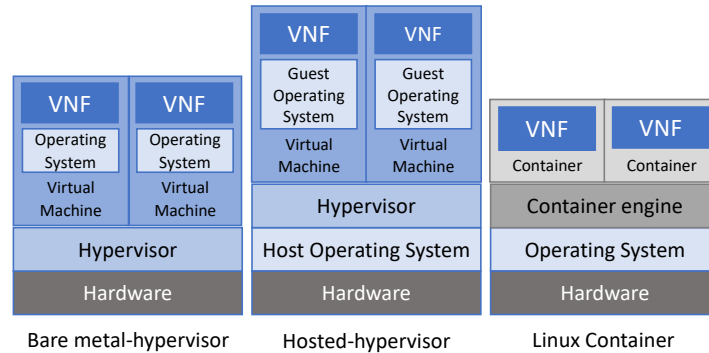 VNF
VNF
Operating
System
Operating
System
Virtual
Machine
Virtual
Machine
Hypervisor
Hardware
Bare metal-hypervisor
VNF
VNF
Guest
Operating
System
Guest
Operating
System
Virtual
Machine
Virtual
Machine
Hypervisor
Host Operating System
Hardware
Hosted-hypervisor
VNF
VNF
Container
Container
Container engine
Operating System
Hardware
Linux Container